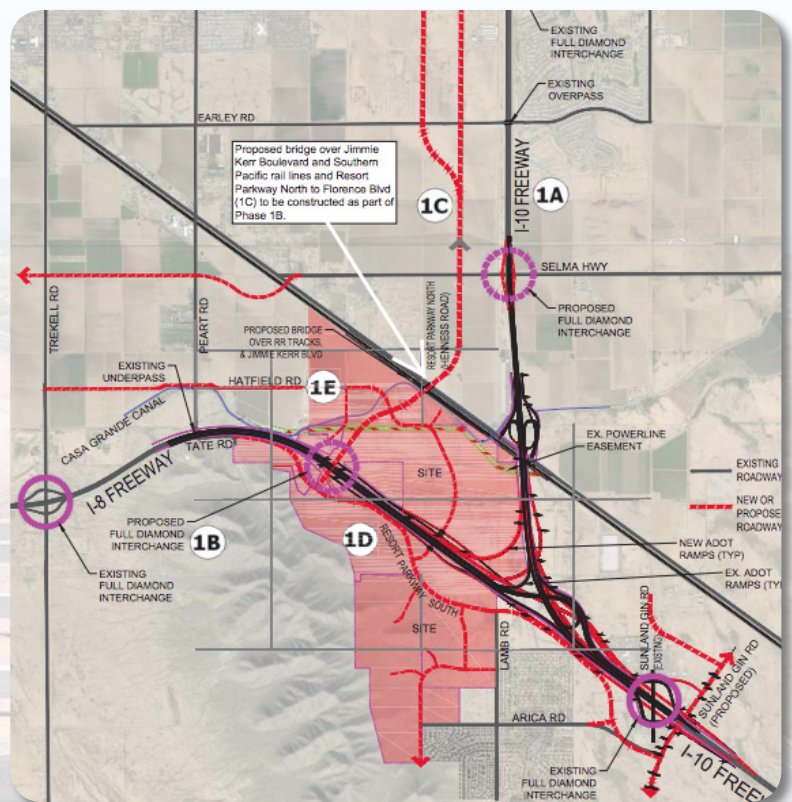 EXISTING
FULL DIAMOND
INTERCHANGE
EXISTING
OVERPASS
EARLEY RD
Proposed bridge over Jimmie
Kerr Boulevard and Southern
Pacific rail lines and Resort
Parkway North to Florence Blvd
(1C) to be constructed as part of
Phase 1B.
1C
1A
I-10 FREEWAY
SELMA HWY
TREKELL RD
PEART RD
RESORT PARKWAY NORTH
(HENNESS ROAD)
PROPOSED
FULL DIAMOND
INTERCHANGE
PROPOSED BRIDGE
OVER RR TRACKS,
& JIMMIE KERR BLVD
EXISTING
UNDERPASS
HATFIELD RD
1E
CASA GRANDE CANAL
TATE RD
I-8 FREEWAY
SITE
EX. POWERLINE
EASEMENT
EXISTING
ROADWAY
NEW OR
PROPOSE
ROADWAY
PROPOSED
FULL DIAMOND
INTERCHANGE
1B
1D
NEW ADOT
RAMPS (TYP)
EXISTING
FULL DIAMOND
INTERCHANGE
EX. ADOT
RAMPS (TYI
RESORT PARKWAY SOUTH
SITE
LAMB RD
SUNLAND GIN RD
(EXISTING
SUNLAND GIN RD
(PROPOSED)
ARICA RD
EXISTING
FULL DIAMOND
INTERCHANGE
I-10 FREE